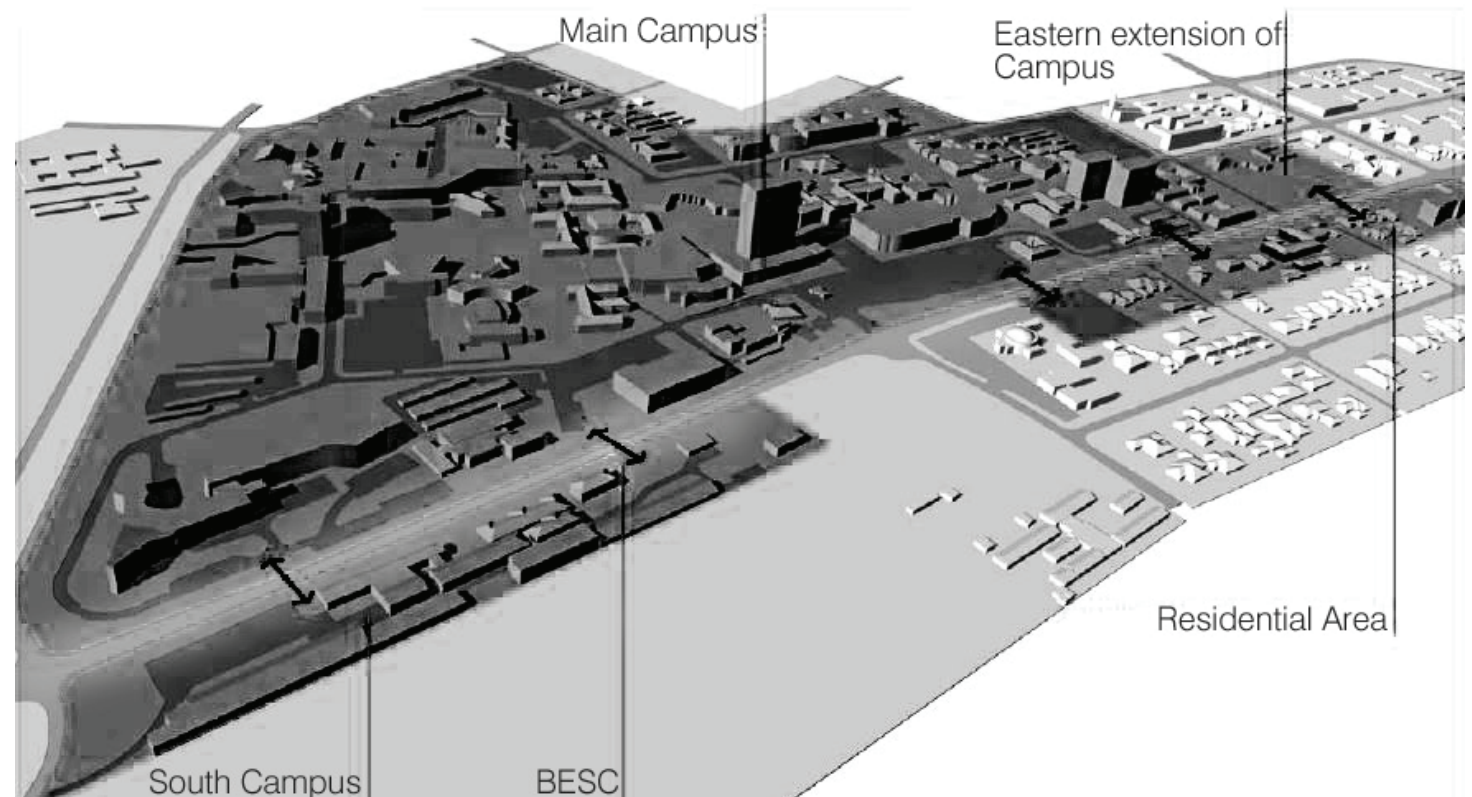 Main Campus
Eastern extension of
Campus
Residential Area
South Campus
BESC